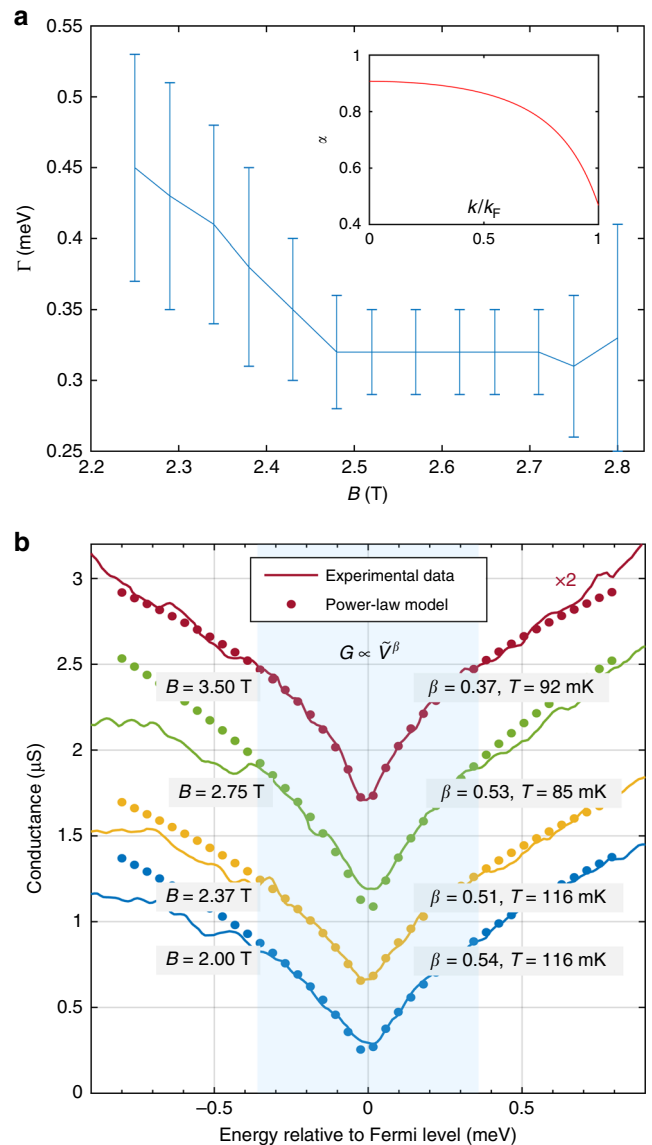 a
0.55
0.5
0.45
0.4
0.35
0.3
0.25
Γ (meV)
2.2
2.3
2.4
2.5
2.6
2.7
2.8
B (T)
1
0.8
0.6
0.4
α
k/kF
0
0.5
1
b
3
2.5
2
1.5
1
0.5
0
Conductance (μS)
Experimental data
Power-law model
×2
G ∝ Ṽ^β
B = 3.50 T
β = 0.37, T = 92 mK
B = 2.75 T
β = 0.53, T = 85 mK
B = 2.37 T
β = 0.51, T = 116 mK
B = 2.00 T
β = 0.54, T = 116 mK
−0.5
0
0.5
Energy relative to Fermi level (meV)